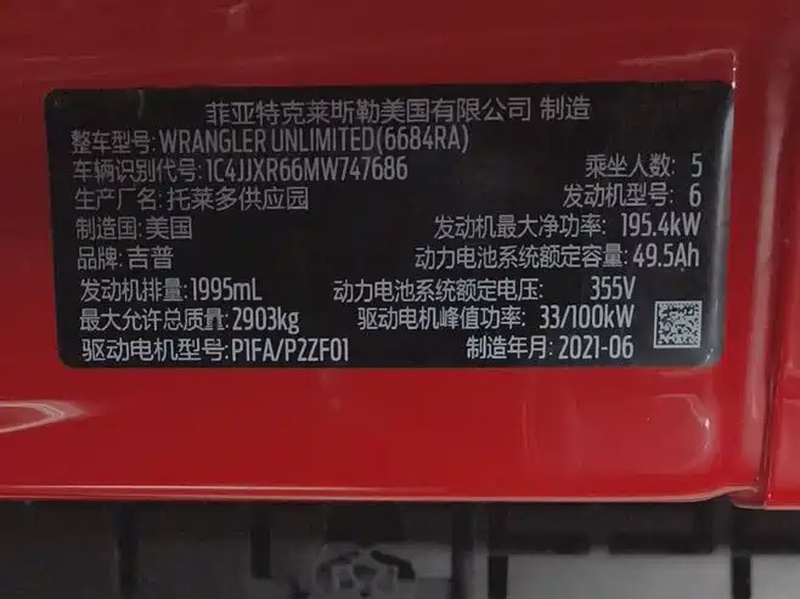 菲亚特克莱斯勒美国有限公司 制造
整车型号: WRANGLER UNLIMITED(6684RA)
车辆识别代号: 1C4JJXR66MW747686 乘坐人数: 5
生产厂名: 托莱多供应园 发动机型号: 6
制造国: 美国 发动机最大净功率: 195.4kW
品牌: 吉普 动力电池系统额定容量: 49.5Ah
发动机排量: 1995mL 动力电池系统额定电压: 355V
最大允许总质量: 2903kg 驱动电机峰值功率: 33/100kW
驱动电机型号: P1FA/P2ZF01 制造年月: 2021-06